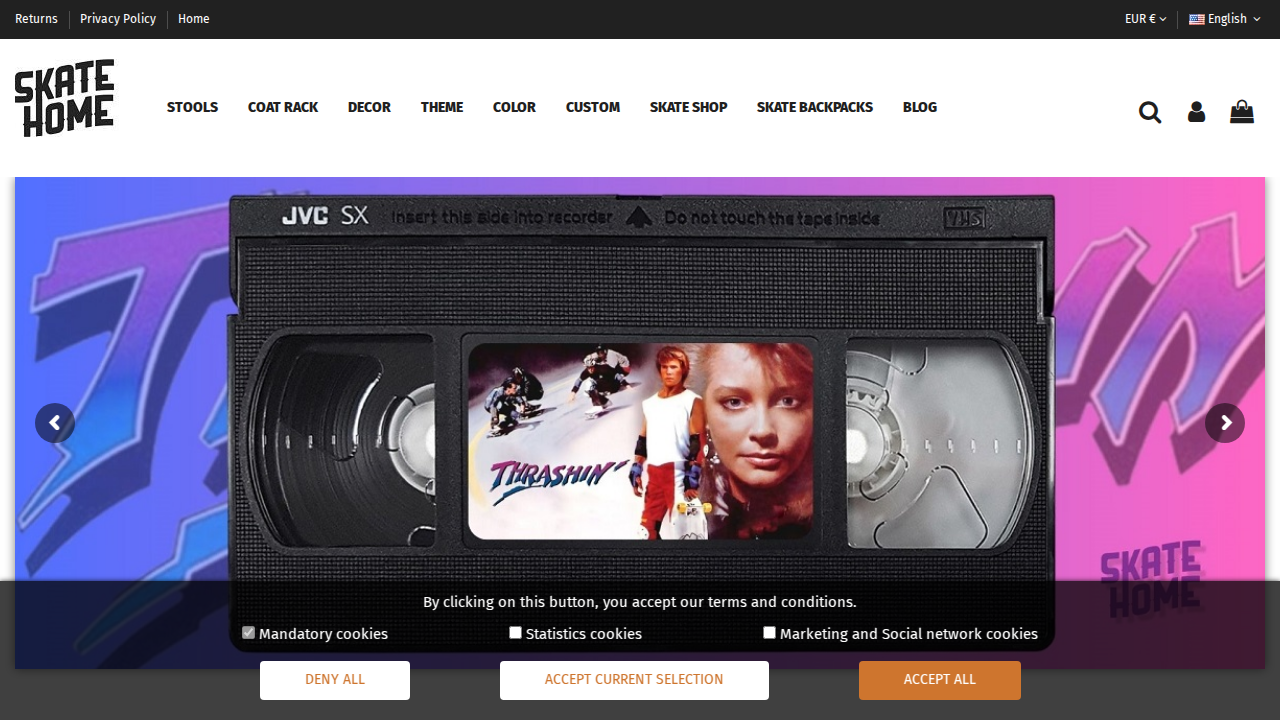 Returns
Privacy Policy
Home
EUR €
English
SKATE
HOME
STOOLS
COAT RACK
DECOR
THEME
COLOR
CUSTOM
SKATE SHOP
SKATE BACKPACKS
BLOG
JVC SX
Insert this side into recorder
Do not touch the tape inside
VHS
THRASHIN'
SKATE
HOME
By clicking on this button, you accept our terms and conditions.
Mandatory cookies
Statistics cookies
Marketing and Social network cookies
DENY ALL
ACCEPT CURRENT SELECTION
ACCEPT ALL